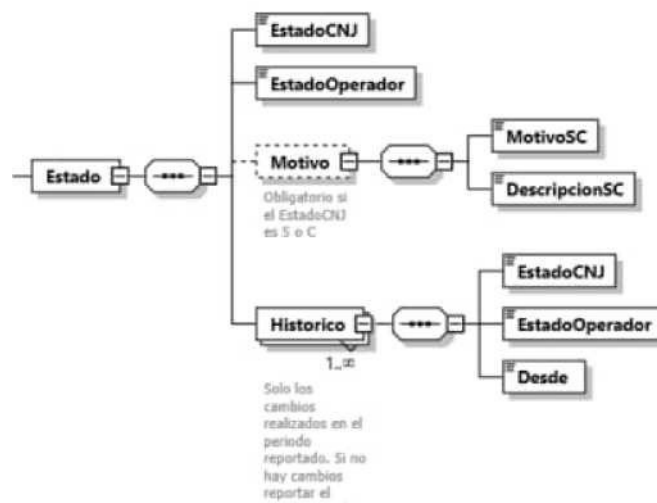 EstadoCNJ
EstadoOperador
Estado
Motivo
MotivoSC
DescripcionSC
Obligatorio si
el EstadoCNJ
es S o C
Historico
1..∞
EstadoCNJ
EstadoOperador
Desde
Solo los
cambios
realizados en el
periodo
reportado. Si no
hay cambios
reportar el